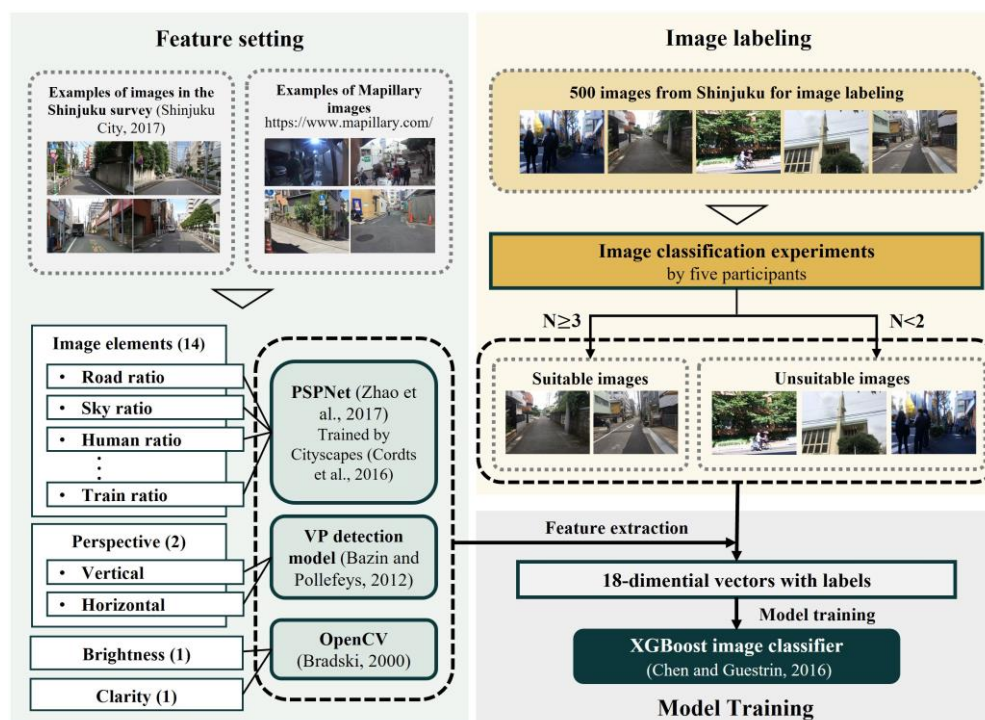 Feature setting
Examples of images in the
Shinjuku survey (Shinjuku
City, 2017)
Examples of Mapillary
images
https://www.mapillary.com/
Image elements (14)
• Road ratio
• Sky ratio
• Human ratio
⋮
• Train ratio
Perspective (2)
• Vertical
• Horizontal
Brightness (1)
Clarity (1)
PSPNet (Zhao et
al., 2017)
Trained by
Cityscapes (Cordts
et al., 2016)
VP detection
model (Bazin and
Pollefeys, 2012)
OpenCV
(Bradski, 2000)
Image labeling
500 images from Shinjuku for image labeling
Image classification experiments
by five participants
N≥3
N<2
Suitable images
Unsuitable images
Feature extraction
18-dimential vectors with labels
Model training
XGBoost image classifier
(Chen and Guestrin, 2016)
Model Training